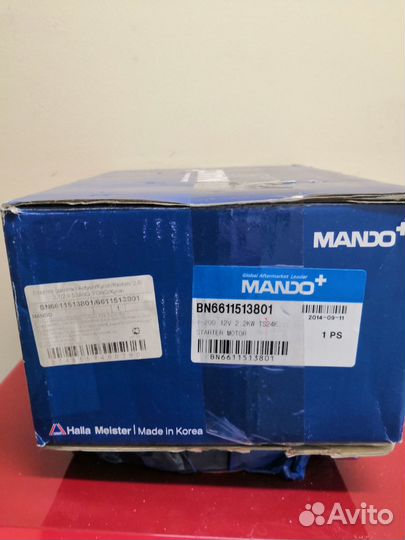 MANDO+
Global Aftermarket Leader
MANDO+
BN6611513801
12V 2.2KW
STARTER MOTOR
2014-09-11
1 PS
BN6611513801
BN6611513801/6611513801
MANDO
Halla Meister | Made in Korea
Avito